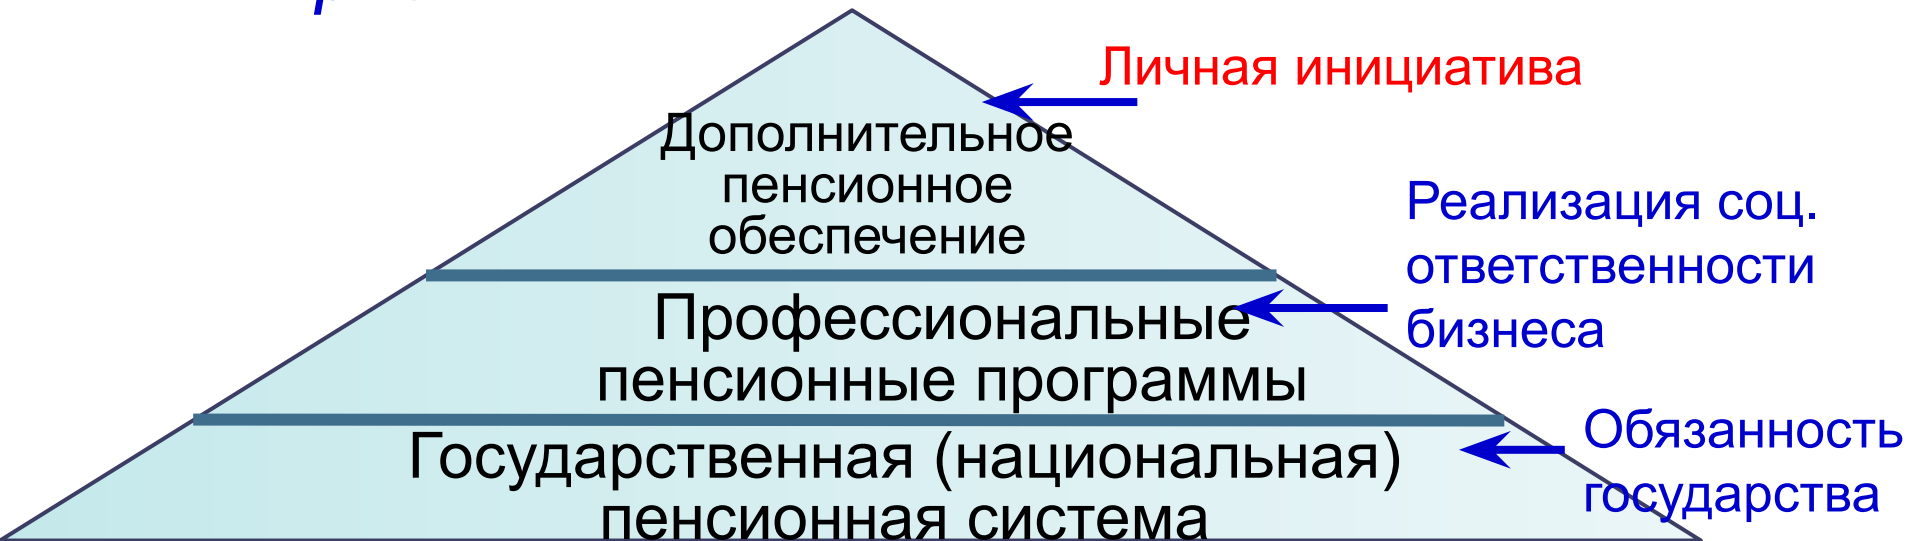 Личная инициатива
Дополнительное
пенсионное
обеспечение
Реализация соц.
ответственности
бизнеса
Профессиональные
пенсионные программы
Обязанность
государства
Государственная (национальная)
пенсионная система